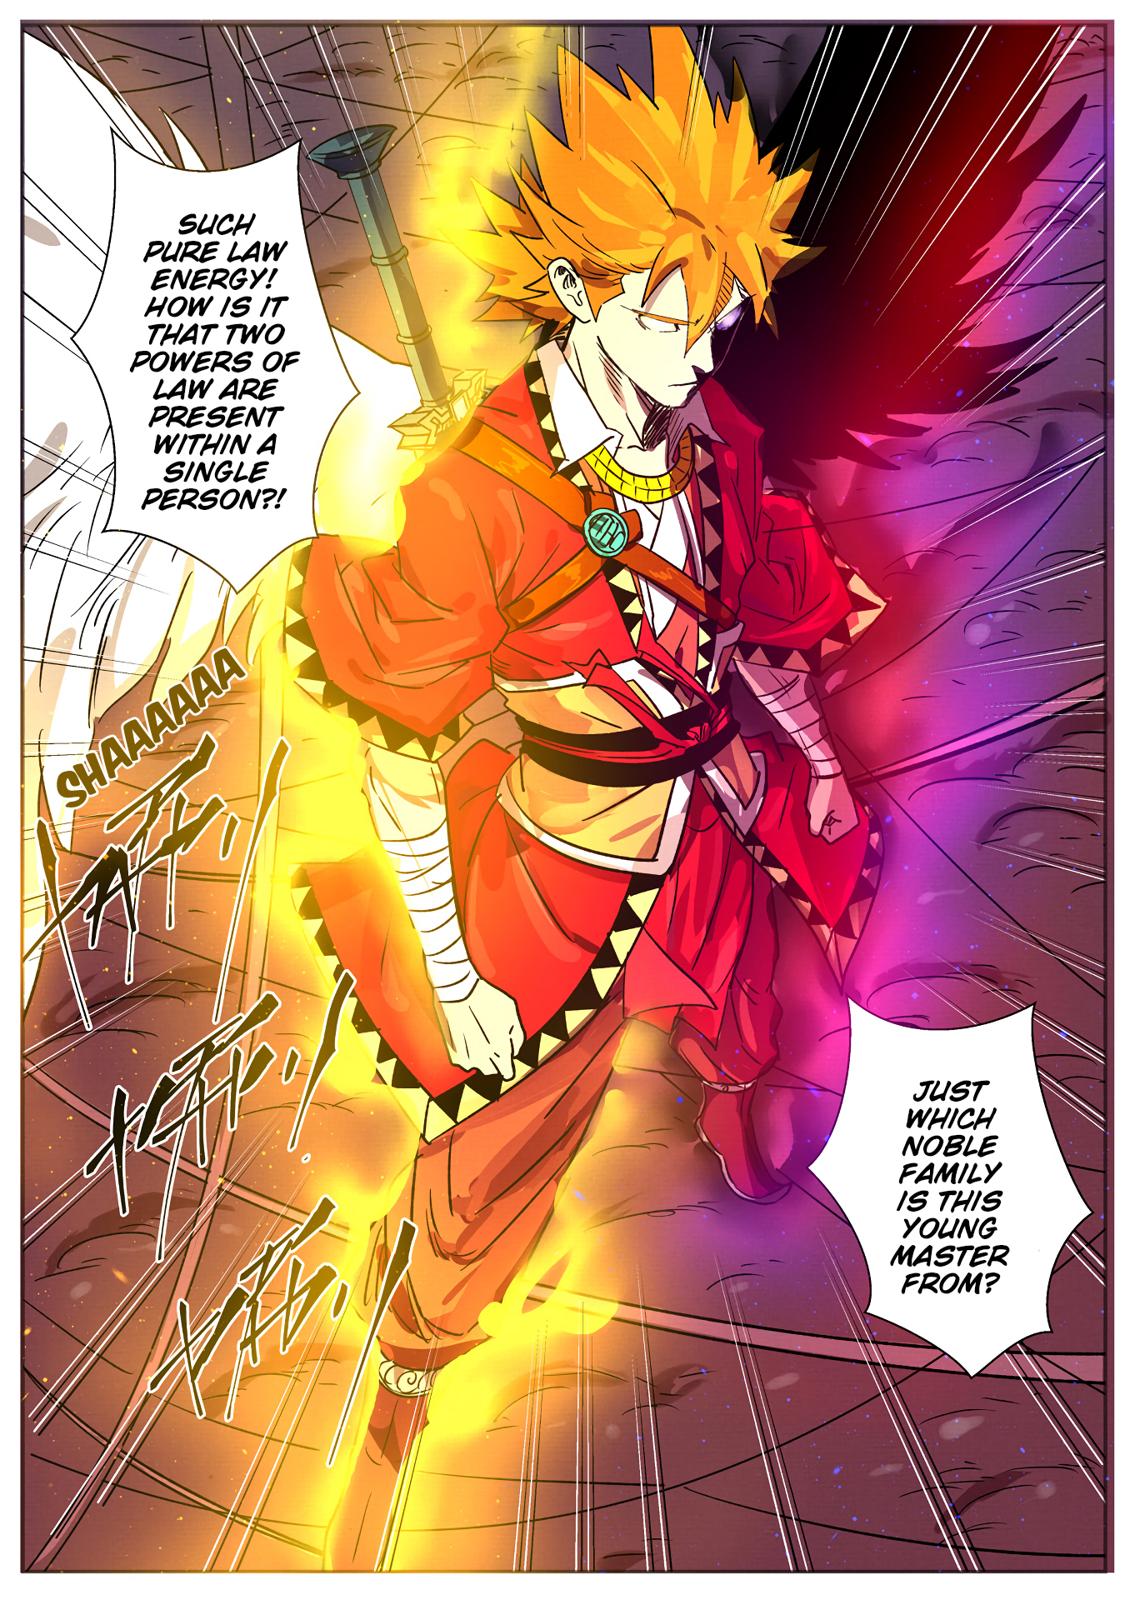 SUCH
PURE LAW
ENERGY!
HOW IS IT
THAT TWO
POWERS OF
LAW ARE
PRESENT
WITHIN A
SINGLE
PERSON?!
SHAAAAAA
JUST
WHICH
NOBLE
FAMILY
IS THIS
YOUNG
MASTER
FROM?